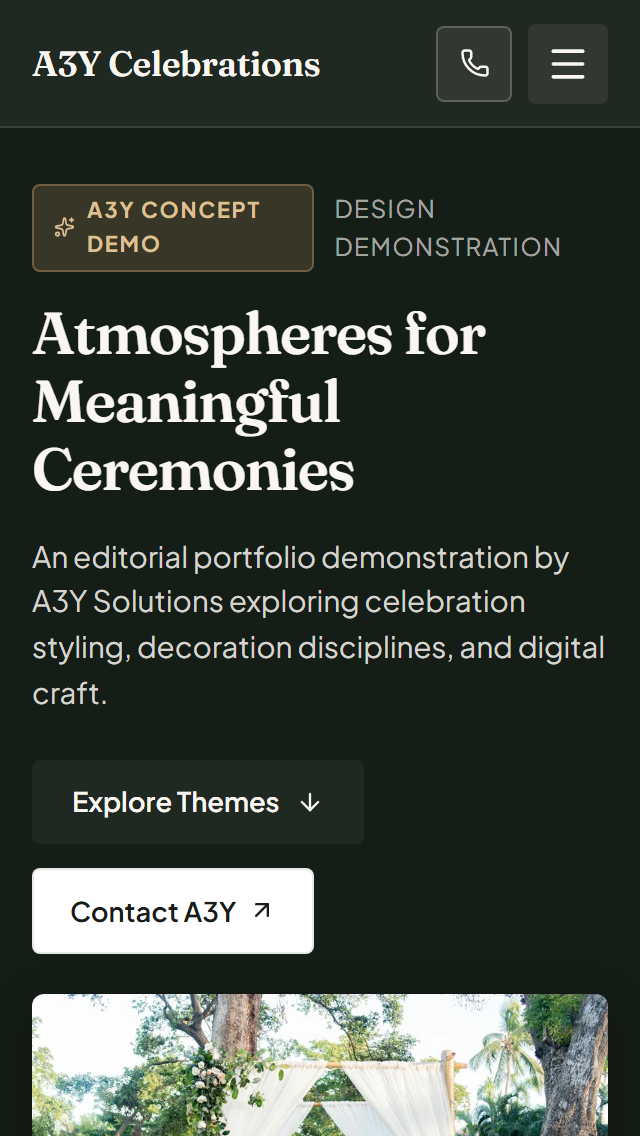 A3Y Celebrations
A3Y CONCEPT
DEMO
DESIGN
DEMONSTRATION
Atmospheres for
Meaningful
Ceremonies
An editorial portfolio demonstration by
A3Y Solutions exploring celebration
styling, decoration disciplines, and digital
craft.
Explore Themes
Contact A3Y